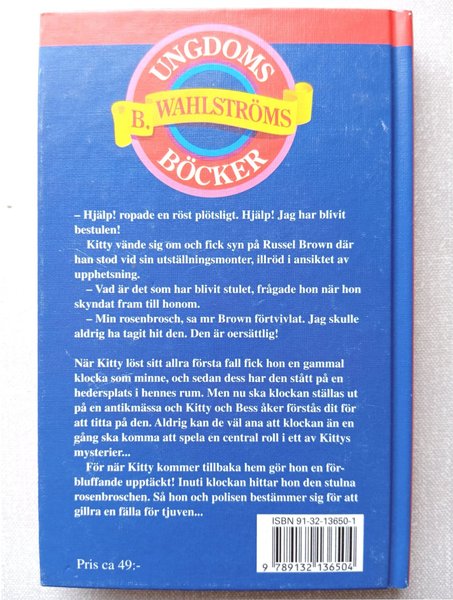 UNGDOMS
B. WAHLSTRÖMS
BÖCKER
– Hjälp! ropade en röst plötsligt. Hjälp! Jag har blivit
bestulen!
Kitty vände sig om och fick syn på Russel Brown där
han stod vid sin utställningsmonter, illröd i ansiktet av
upphetsning.
– Vad är det som har blivit stulet, frågade hon när hon
skyndat fram till honom.
– Min rosenbrosch, sa mr Brown förtvivlat. Jag skulle
aldrig ha tagit hit den. Den är oersättlig!
När Kitty löst sitt allra första fall fick hon en gammal
klocka som minne, och sedan dess har den stått på en
hedersplats i hennes rum. Men nu ska klockan ställas ut
på en antikmässa och Kitty och Bess åker förstås dit för
att titta på den. Aldrig kan de väl ana att klockan än en
gång ska komma att spela en central roll i ett av Kittys
mysterier...
För när Kitty kommer tillbaka hem gör hon en för-
bluffande upptäckt! Inuti klockan hittar hon den stulna
rosenbroschen. Så hon och polisen bestämmer sig för att
gillra en fälla för tjuven...
ISBN 91-32-13650-1
9 789132 136504
Pris ca 49:-